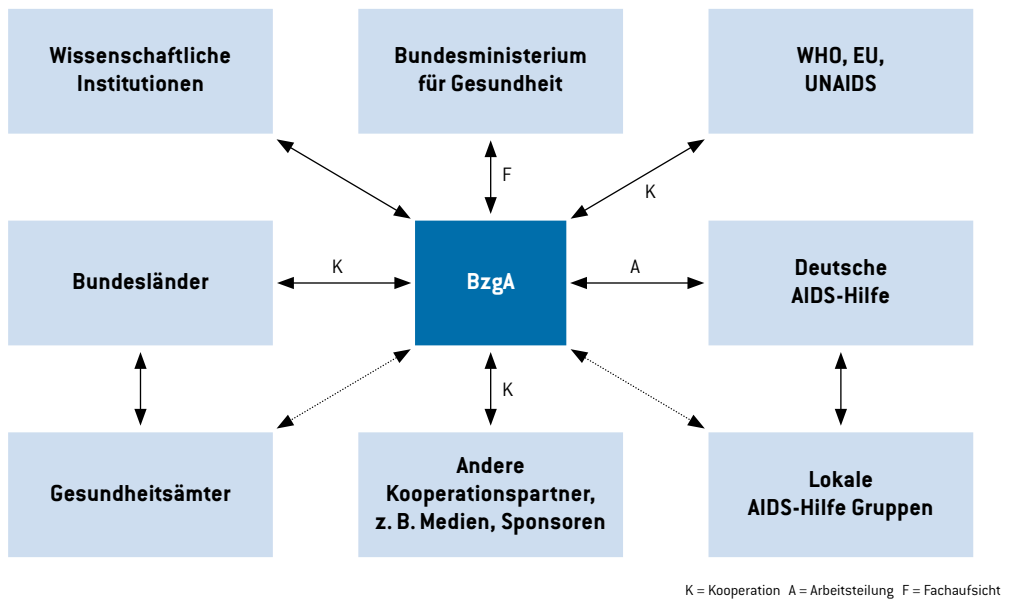 Wissenschaftliche
Institutionen
Bundesministerium
für Gesundheit
WHO, EU,
UNAIDS
F
K
Bundesländer
K
BzgA
A
Deutsche
AIDS-Hilfe
K
Gesundheitsämter
Andere
Kooperationspartner,
z. B. Medien, Sponsoren
Lokale
AIDS-Hilfe Gruppen
K = Kooperation A = Arbeitsteilung F = Fachaufsicht